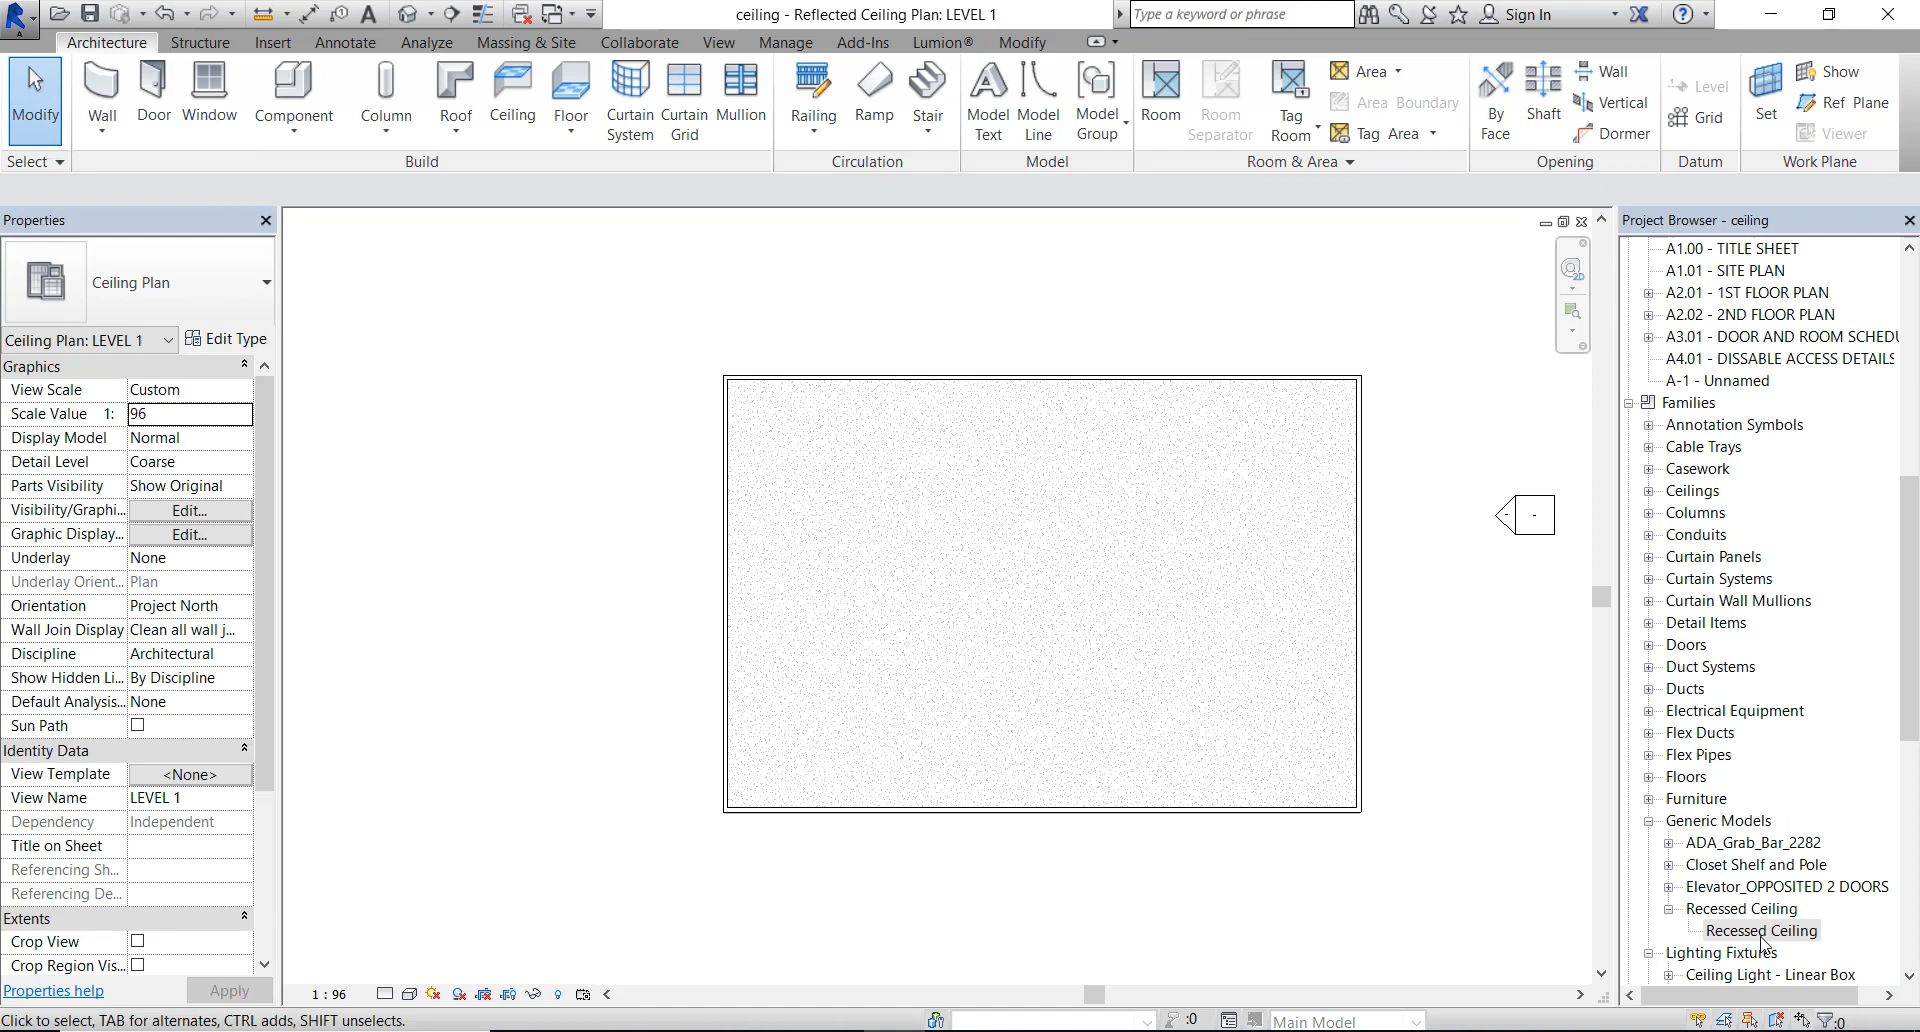 ceiling - Reflected Ceiling Plan: LEVEL 1
Type a keyword or phrase
Sign In
Architecture Structure Insert Annotate Analyze Massing & Site Collaborate View Manage Add-Ins Lumion® Modify
Modify
Wall
Door
Window
Component
Column
Roof
Ceiling
Floor
Curtain System
Curtain Grid
Mullion
Railing
Ramp
Stair
Model Text
Model Line
Model Group
Room
Room Separator
Tag Room
Area
Area Boundary
Tag Area
By Face
Shaft
Wall
Vertical
Dormer
Level
Grid
Set
Show
Ref Plane
Viewer
Select
Build
Circulation
Model
Room & Area
Opening
Datum
Work Plane
Properties
Ceiling Plan
Ceiling Plan: LEVEL 1
Edit Type
Graphics
View Scale Custom
Scale Value 1: 96
Display Model Normal
Detail Level Coarse
Parts Visibility Show Original
Visibility/Graphi... Edit...
Graphic Display... Edit...
Underlay None
Underlay Orient... Plan
Orientation Project North
Wall Join Display Clean all wall j...
Discipline Architectural
Show Hidden Li... By Discipline
Default Analysis... None
Sun Path
Identity Data
View Template <None>
View Name LEVEL 1
Dependency Independent
Title on Sheet
Referencing Sh...
Referencing De...
Extents
Crop View
Crop Region Vis...
Properties help
Apply
2D
- -
1 : 96
Project Browser - ceiling
A1.00 - TITLE SHEET
A1.01 - SITE PLAN
A2.01 - 1ST FLOOR PLAN
A2.02 - 2ND FLOOR PLAN
A3.01 - DOOR AND ROOM SCHEDU
A4.01 - DISSABLE ACCESS DETAILS
A-1 - Unnamed
Families
Annotation Symbols
Cable Trays
Casework
Ceilings
Columns
Conduits
Curtain Panels
Curtain Systems
Curtain Wall Mullions
Detail Items
Doors
Duct Systems
Ducts
Electrical Equipment
Flex Ducts
Flex Pipes
Floors
Furniture
Generic Models
ADA_Grab_Bar_2282
Closet Shelf and Pole
Elevator_OPPOSITED 2 DOORS
Recessed Ceiling
Recessed Ceiling
Lighting Fixtures
Ceiling Light - Linear Box
Click to select, TAB for alternates, CTRL adds, SHIFT unselects.
:0
Main Model
:0